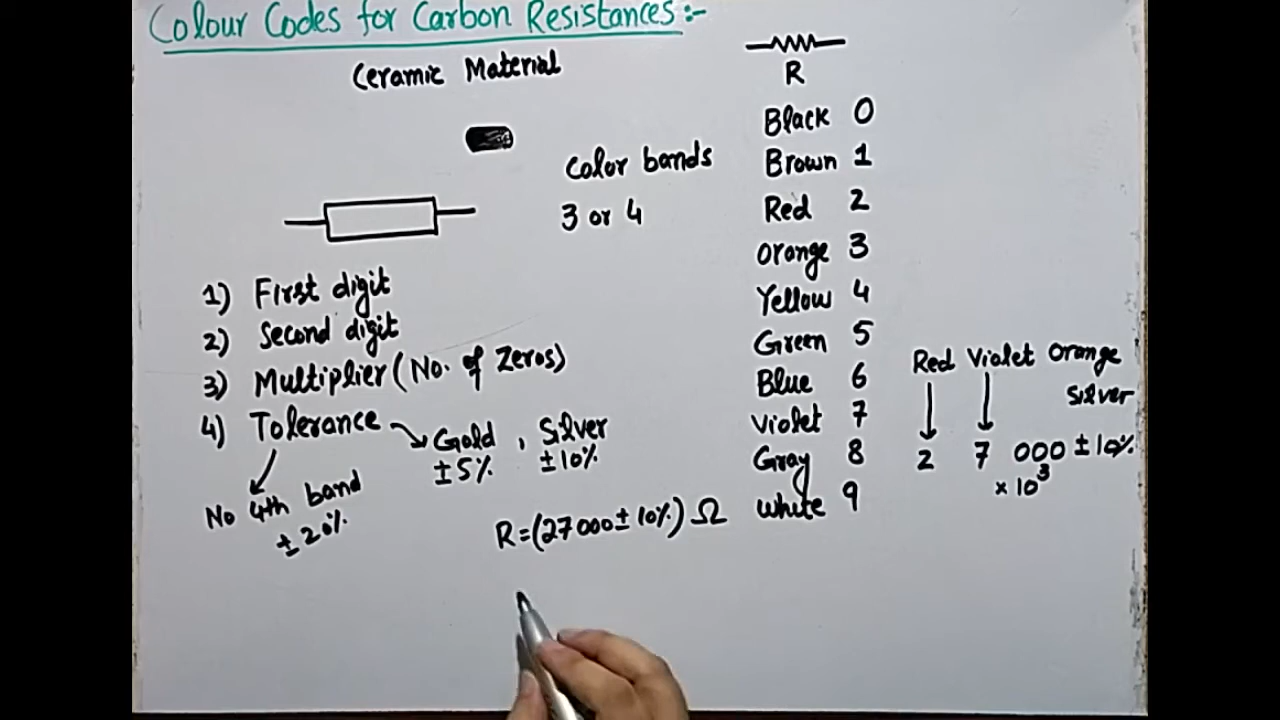 Colour Codes for Carbon Resistances :-
Ceramic Material
R
Color bands
3 or 4
1) First digit
2) Second digit
3) Multiplier (No. of Zeros)
4) Tolerance
Gold , Silver
±5% ±10%
No 4th band
±20%
R=(27000±10%) Ω
Black 0
Brown 1
Red 2
Orange 3
Yellow 4
Green 5
Blue 6
Violet 7
Gray 8
White 9
Red Violet Orange
Silver
2 7 000 ±10%
×10³